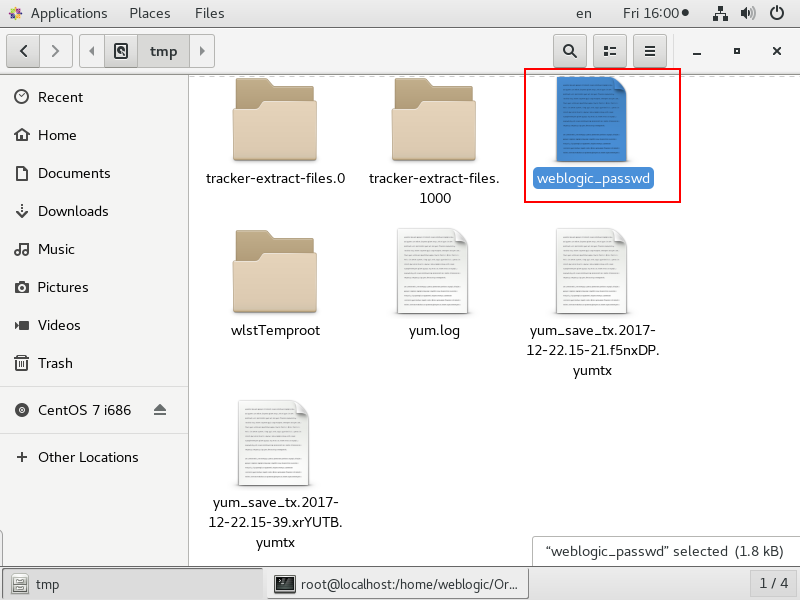 Applications Places Files en Fri 16:00
tmp
Recent
Home
Documents
Downloads
Music
Pictures
Videos
Trash
CentOS 7 i686
Other Locations
tracker-extract-files.0
tracker-extract-files.
1000
weblogic_passwd
wlstTemproot
yum.log
yum_save_tx.2017-
12-22.15-21.f5nxDP.
yumtx
yum_save_tx.2017-
12-22.15-39.xrYUTB.
yumtx
“weblogic_passwd” selected (1.8 kB)
tmp
root@localhost:/home/weblogic/Or...
1 / 4